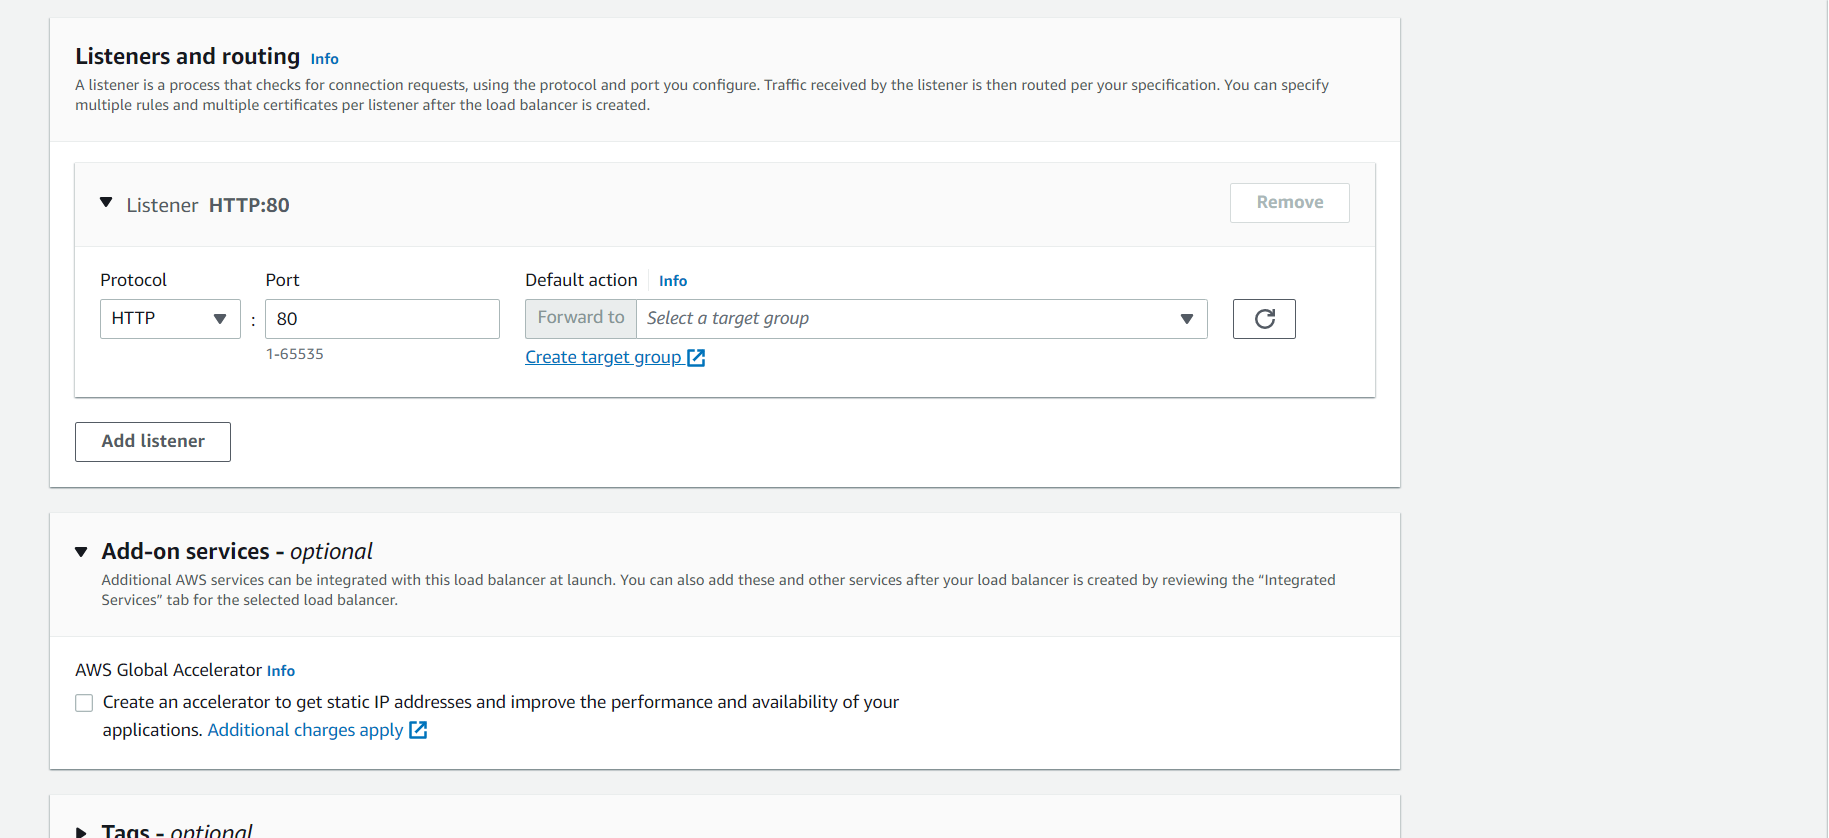 Listeners and routing Info
A listener is a process that checks for connection requests, using the protocol and port you configure. Traffic received by the listener is then routed per your specification. You can specify
multiple rules and multiple certificates per listener after the load balancer is created.
Listener HTTP:80
Remove
Protocol
Port
Default action
Info
HTTP
:
80
Forward to
Select a target group
1-65535
Create target group
Add listener
Add-on services - optional
Additional AWS services can be integrated with this load balancer at launch. You can also add these and other services after your load balancer is created by reviewing the “Integrated
Services” tab for the selected load balancer.
AWS Global Accelerator Info
Create an accelerator to get static IP addresses and improve the performance and availability of your
applications. Additional charges apply
Tags - optional